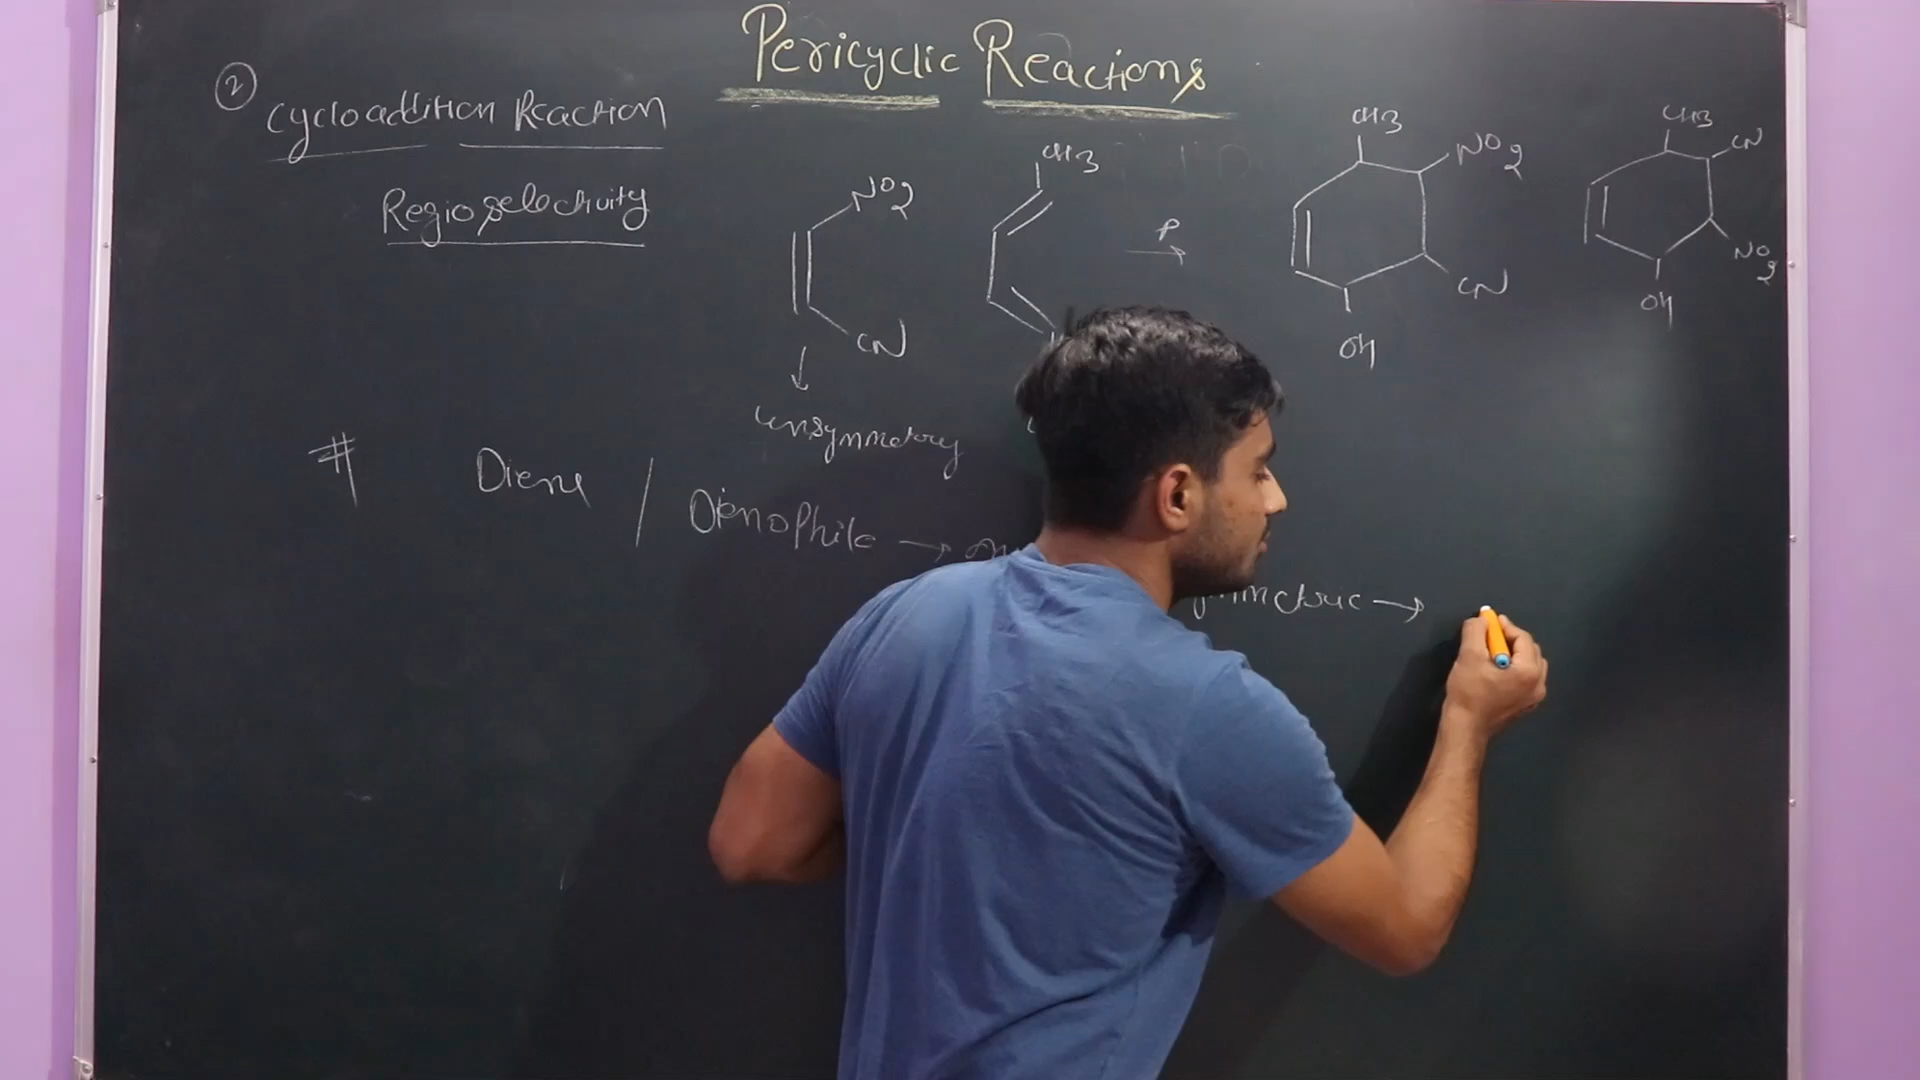 Pericyclic Reactions
②
Cycloaddition Reaction
Regioselectivity
NO2
CN
↓
unsymmetry
CH3
P
→
CH3
NO2
CN
OH
CH3
CN
NO2
OH
# Diene / Dienophile →
→